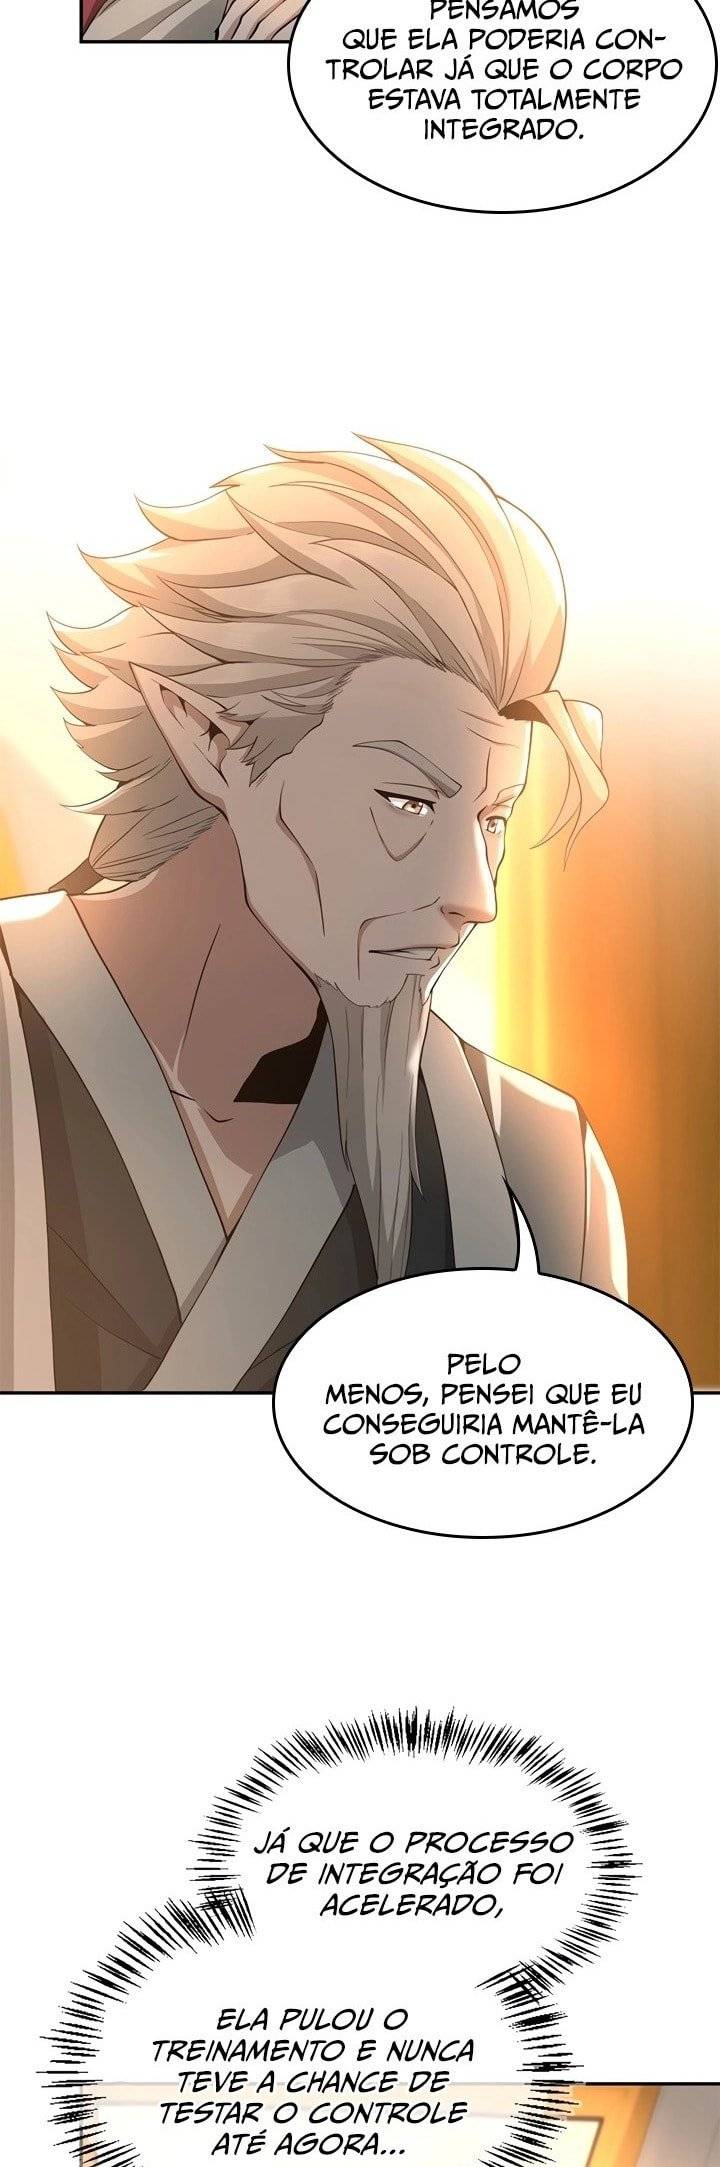 PENSAMOS
QUE ELA PODERIA CON-
TROLAR JÁ QUE O CORPO
ESTAVA TOTALMENTE
INTEGRADO.
PELO
MENOS, PENSEI QUE EU
CONSEGUIRIA MANTÊ-LA
SOB CONTROLE.
JÁ QUE O PROCESSO
DE INTEGRAÇÃO FOI
ACELERADO,
ELA PULOU O
TREINAMENTO E NUNCA
TEVE A CHANCE DE
TESTAR O CONTROLE
ATÉ AGORA...